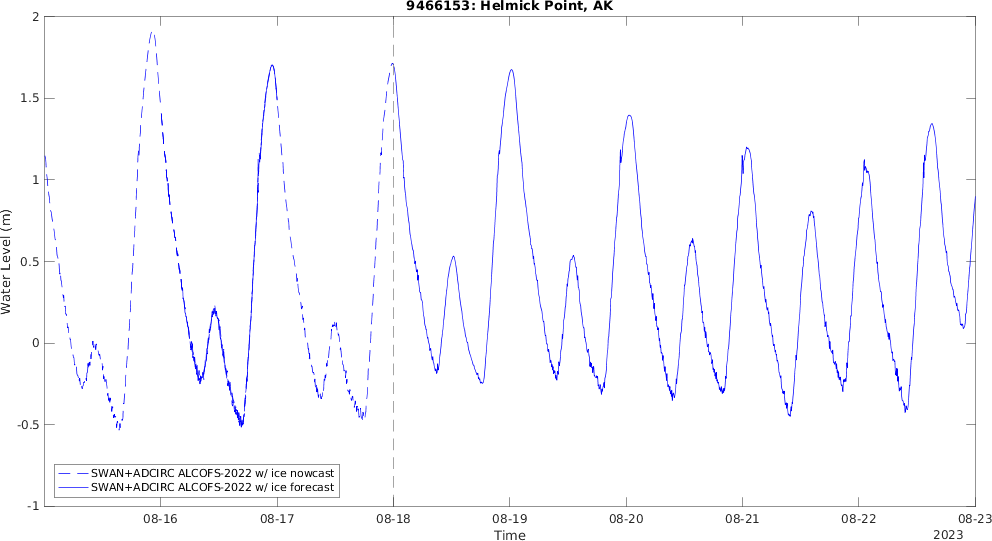 9466153: Helmick Point, AK
Water Level (m)
2
1.5
1
0.5
0
-0.5
-1
SWAN+ADCIRC ALCOFS-2022 w/ ice nowcast
SWAN+ADCIRC ALCOFS-2022 w/ ice forecast
08-16 08-17 08-18 08-19 08-20 08-21 08-22 08-23
Time
2023